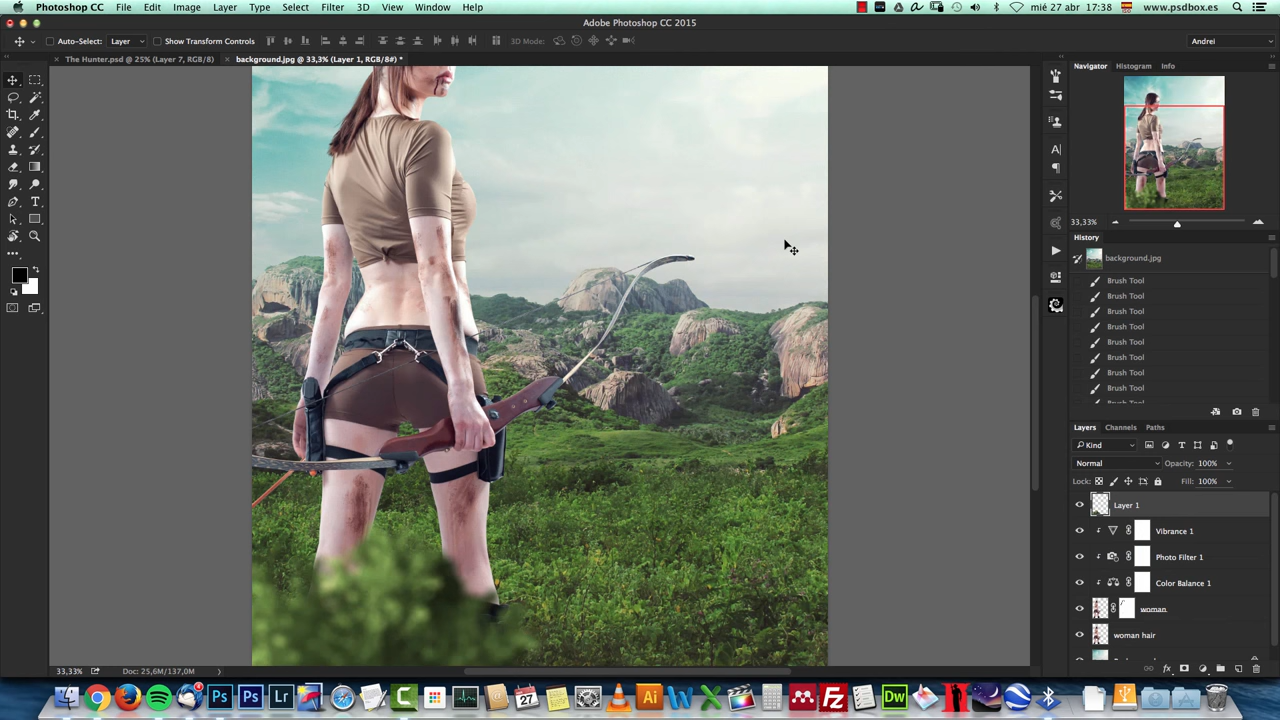 Photoshop CC File Edit Image Layer Type Select Filter 3D View Window Help mié 27 abr 17:38 www.psdbox.es
Adobe Photoshop CC 2015
Auto-Select: Layer Show Transform Controls 3D Mode: Andrei
The Hunter.psd @ 25% (Layer 7, RGB/8) background.jpg @ 33,3% (Layer 1, RGB/8#) *
Navigator Histogram Info
33,33%
History
background.jpg
Brush Tool
Brush Tool
Brush Tool
Brush Tool
Brush Tool
Brush Tool
Brush Tool
Brush Tool
Brush Tool
Layers Channels Paths
Kind
Normal Opacity: 100%
Lock: Fill: 100%
Layer 1
Vibrance 1
Photo Filter 1
Color Balance 1
woman
woman hair
33,33% Doc: 25,6M/137,0M